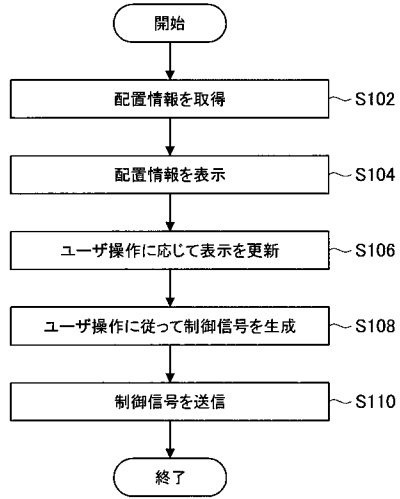 開始
配置情報を取得 S102
配置情報を表示 S104
ユーザ操作に応じて表示を更新 S106
ユーザ操作に従って制御信号を生成 S108
制御信号を送信 S110
終了